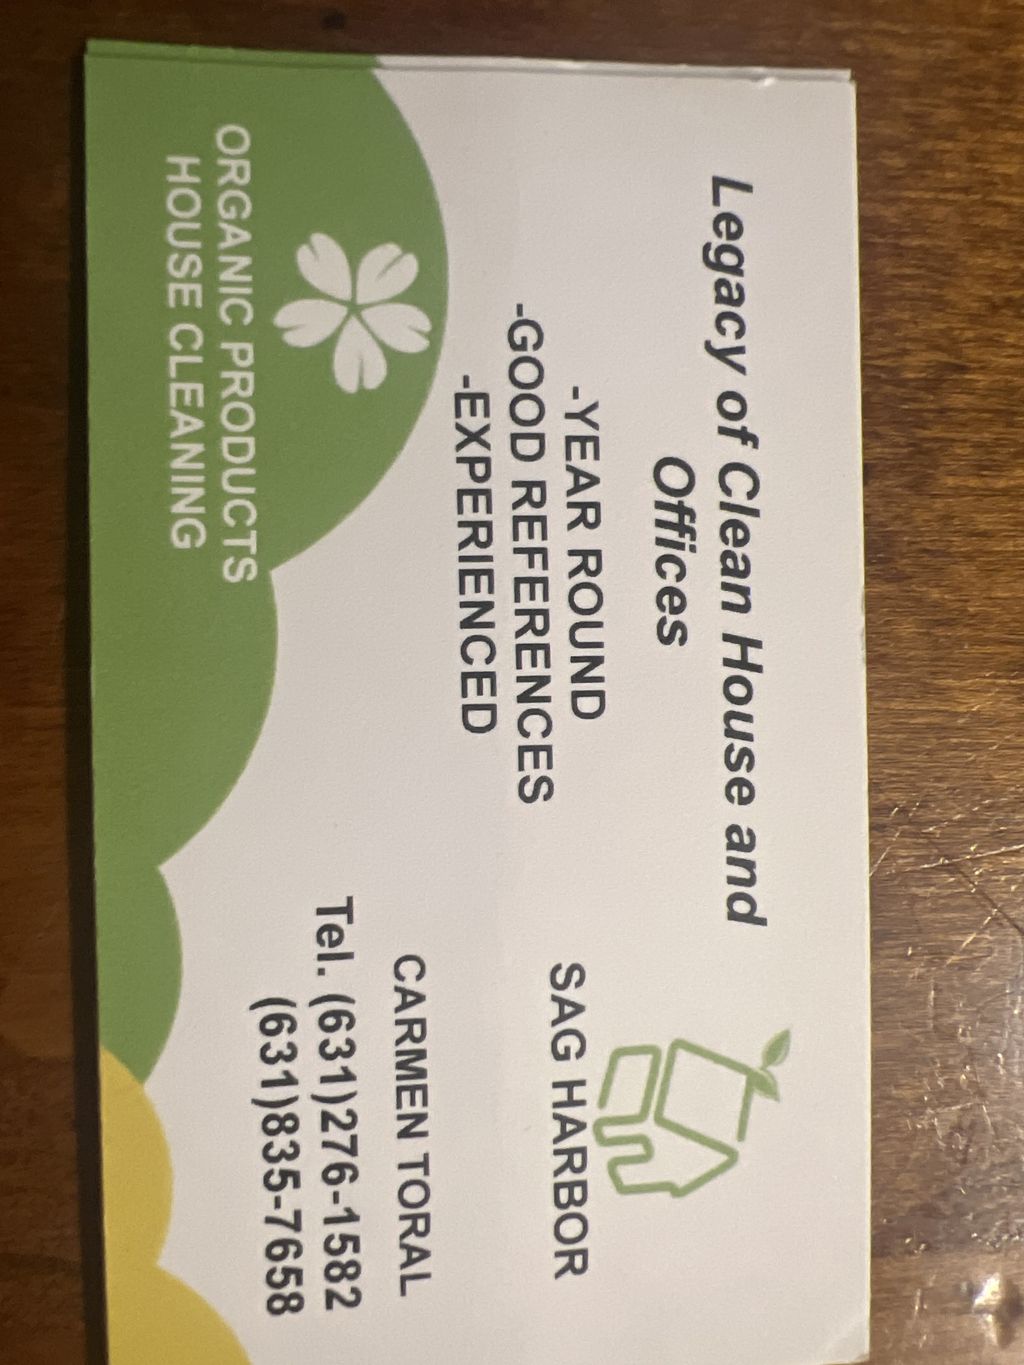 Legacy of Clean House and
Offices
-YEAR ROUND
-GOOD REFERENCES
-EXPERIENCED
SAG HARBOR
CARMEN TORAL
Tel. (631)276-1582
(631)835-7658
ORGANIC PRODUCTS
HOUSE CLEANING